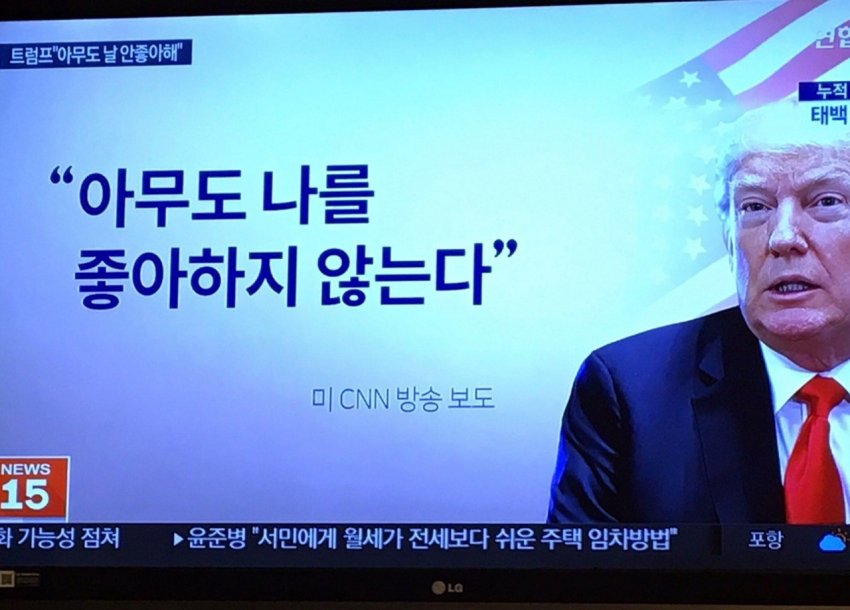 트럼프"아무도 날 안좋아해"
연합
누적
태백
“아무도 나를
좋아하지 않는다”
미 CNN 방송 보도
NEWS
15
화 가능성 점쳐
▶윤준병 "서민에게 월세가 전세보다 쉬운 주택 임차방법"
포항
LG